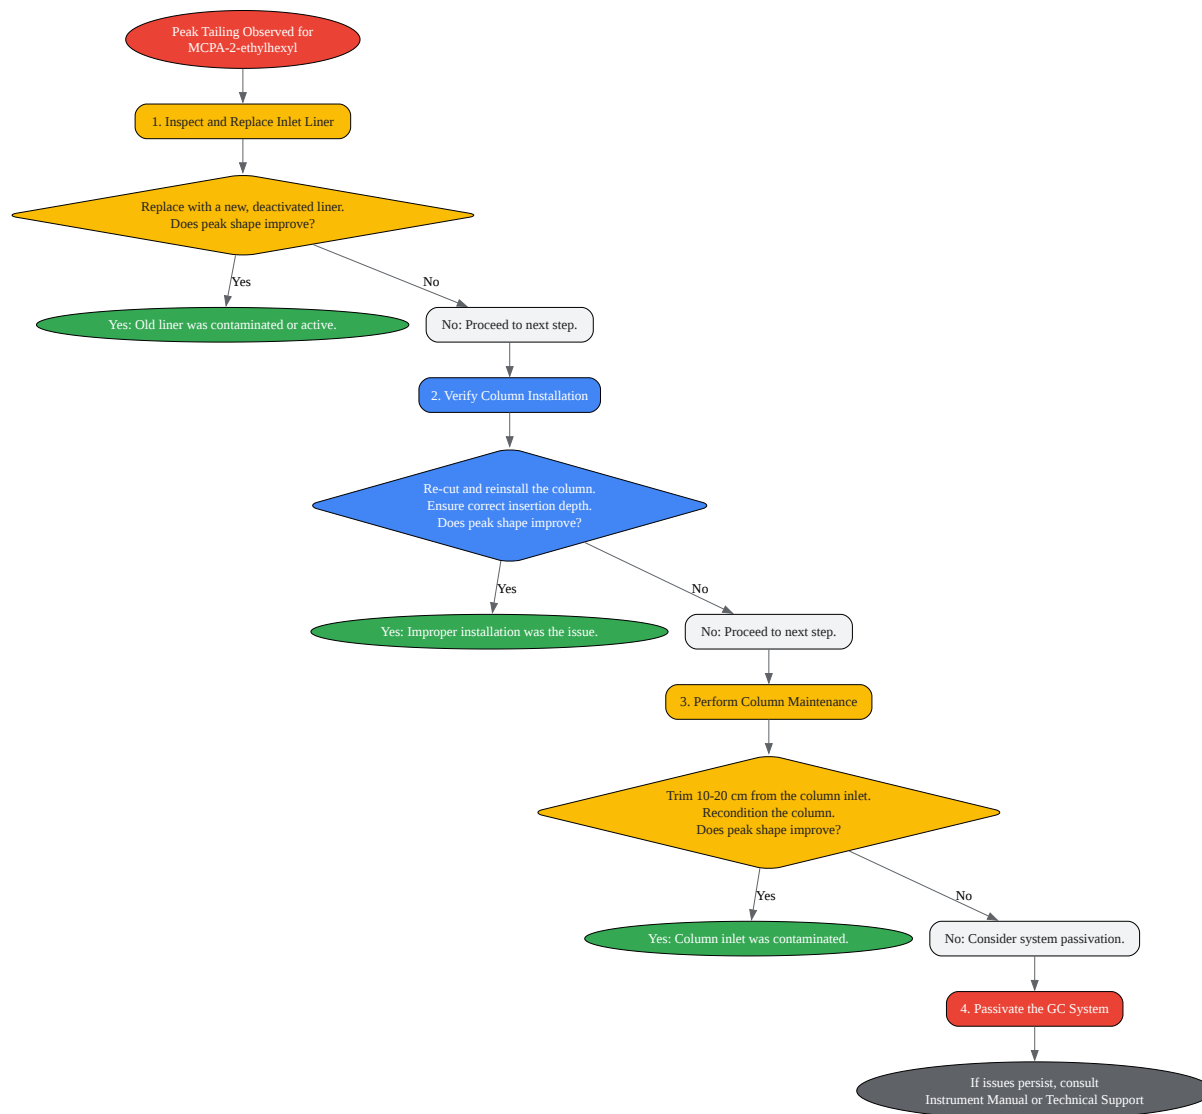 Peak Tailing Observed for
MCPA-2-ethylhexyl
1. Inspect and Replace Inlet Liner
Replace with a new, deactivated liner.
Does peak shape improve?
Yes
No
Yes: Old liner was contaminated or active.
No: Proceed to next step.
2. Verify Column Installation
Re-cut and reinstall the column.
Ensure correct insertion depth.
Does peak shape improve?
Yes
No
Yes: Improper installation was the issue.
No: Proceed to next step.
3. Perform Column Maintenance
Trim 10-20 cm from the column inlet.
Recondition the column.
Does peak shape improve?
Yes
No
Yes: Column inlet was contaminated.
No: Consider system passivation.
4. Passivate the GC System
If issues persist, consult
Instrument Manual or Technical Support